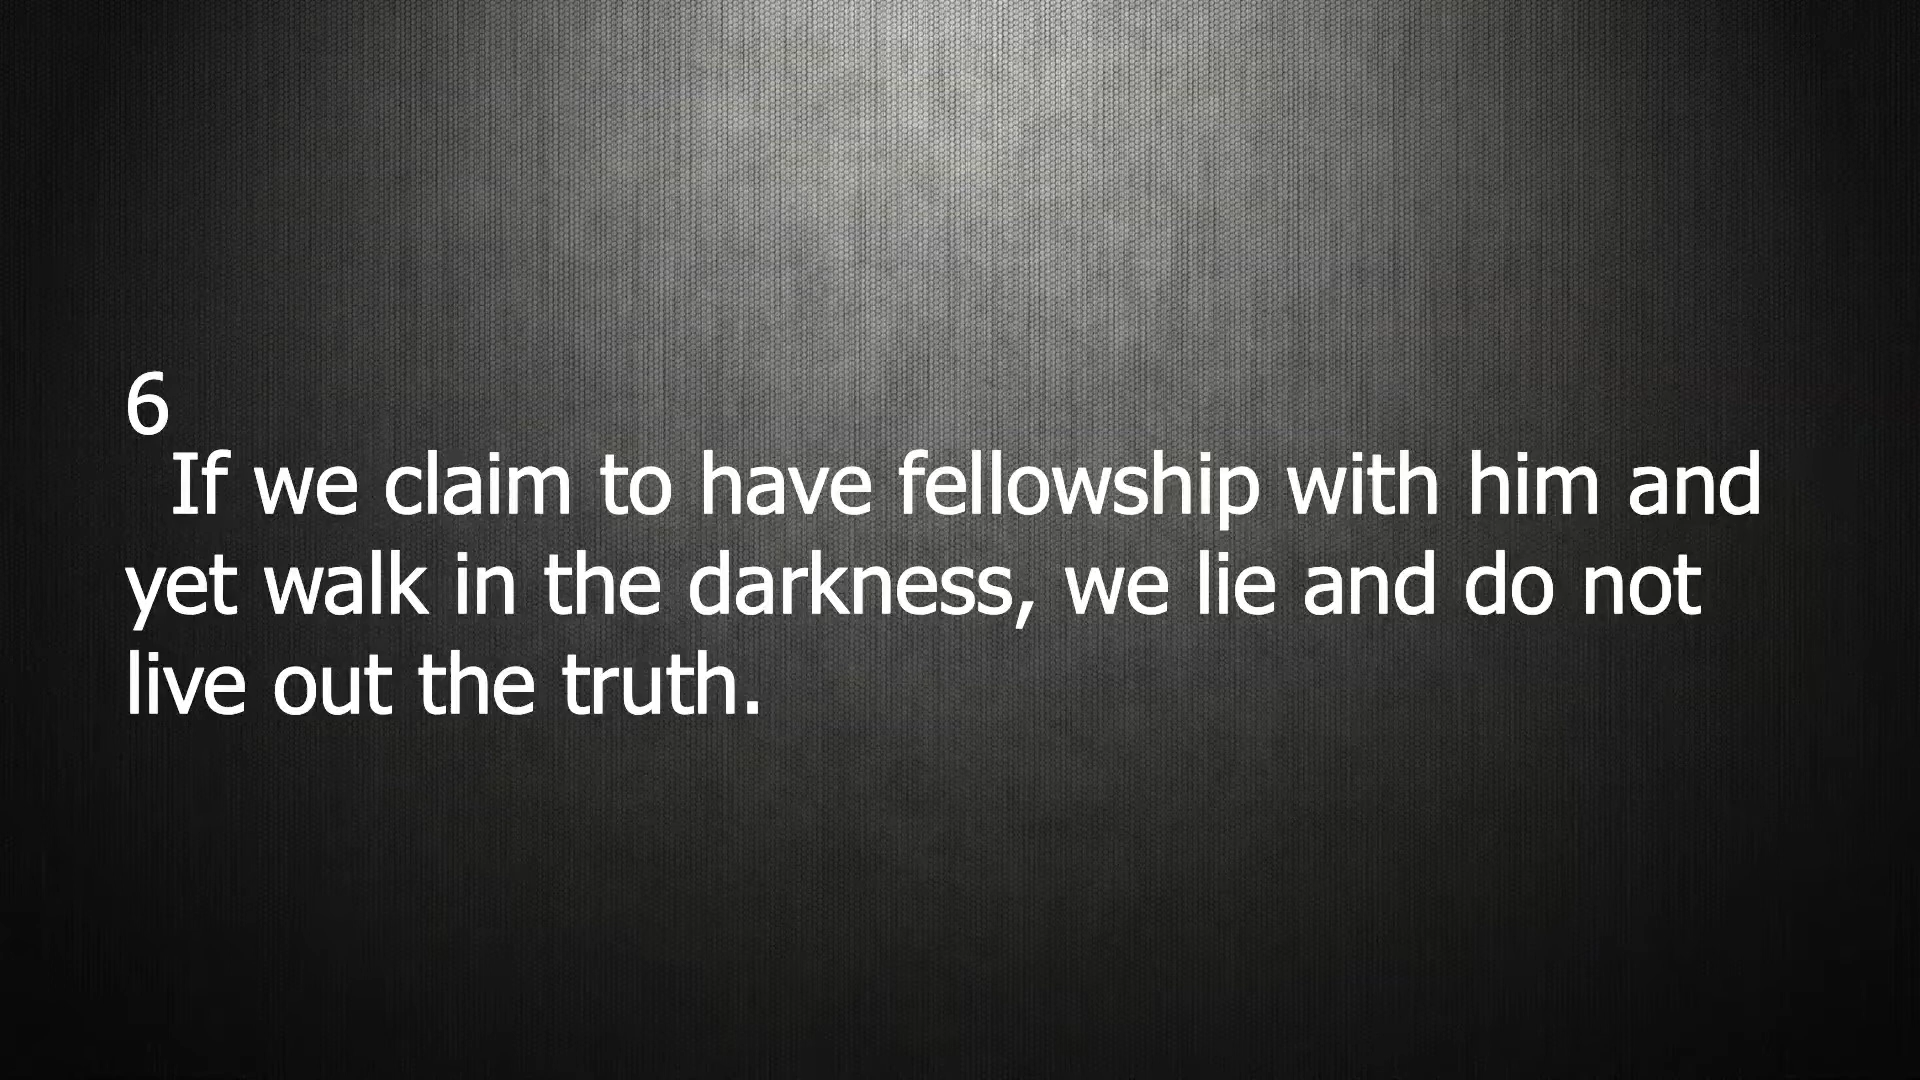 6
If we claim to have fellowship with him and
yet walk in the darkness, we lie and do not
live out the truth.